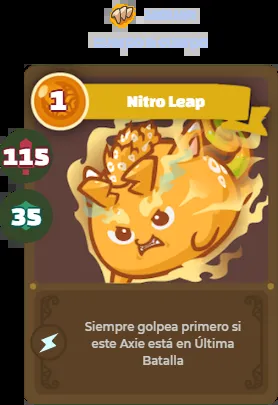 1
Nitro Leap
115
35
Siempre golpea primero si
este Axie está en Última
Batalla